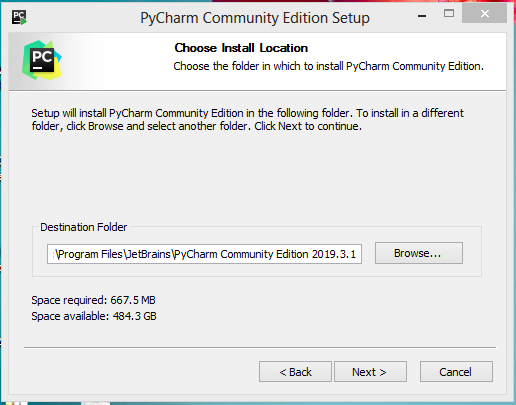 PC
PyCharm Community Edition Setup
PC
Choose Install Location
Choose the folder in which to install PyCharm Community Edition.
Setup will install PyCharm Community Edition in the following folder. To install in a different
folder, click Browse and select another folder. Click Next to continue.
Destination Folder
:\Program Files\JetBrains\PyCharm Community Edition 2019.3.1
Browse...
Space required: 667.5 MB
Space available: 484.3 GB
< Back
Next >
Cancel